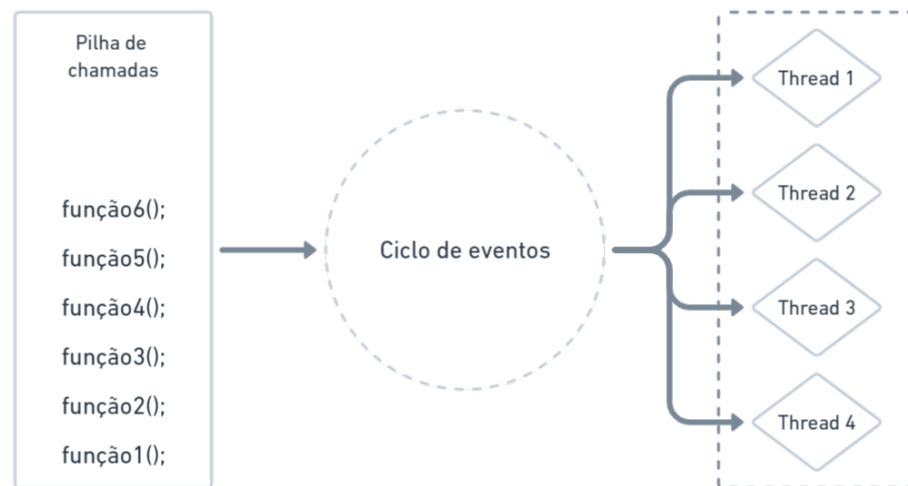 Pilha de
chamadas
função6();
função5();
função4();
função3();
função2();
função1();
Ciclo de eventos
Thread 1
Thread 2
Thread 3
Thread 4